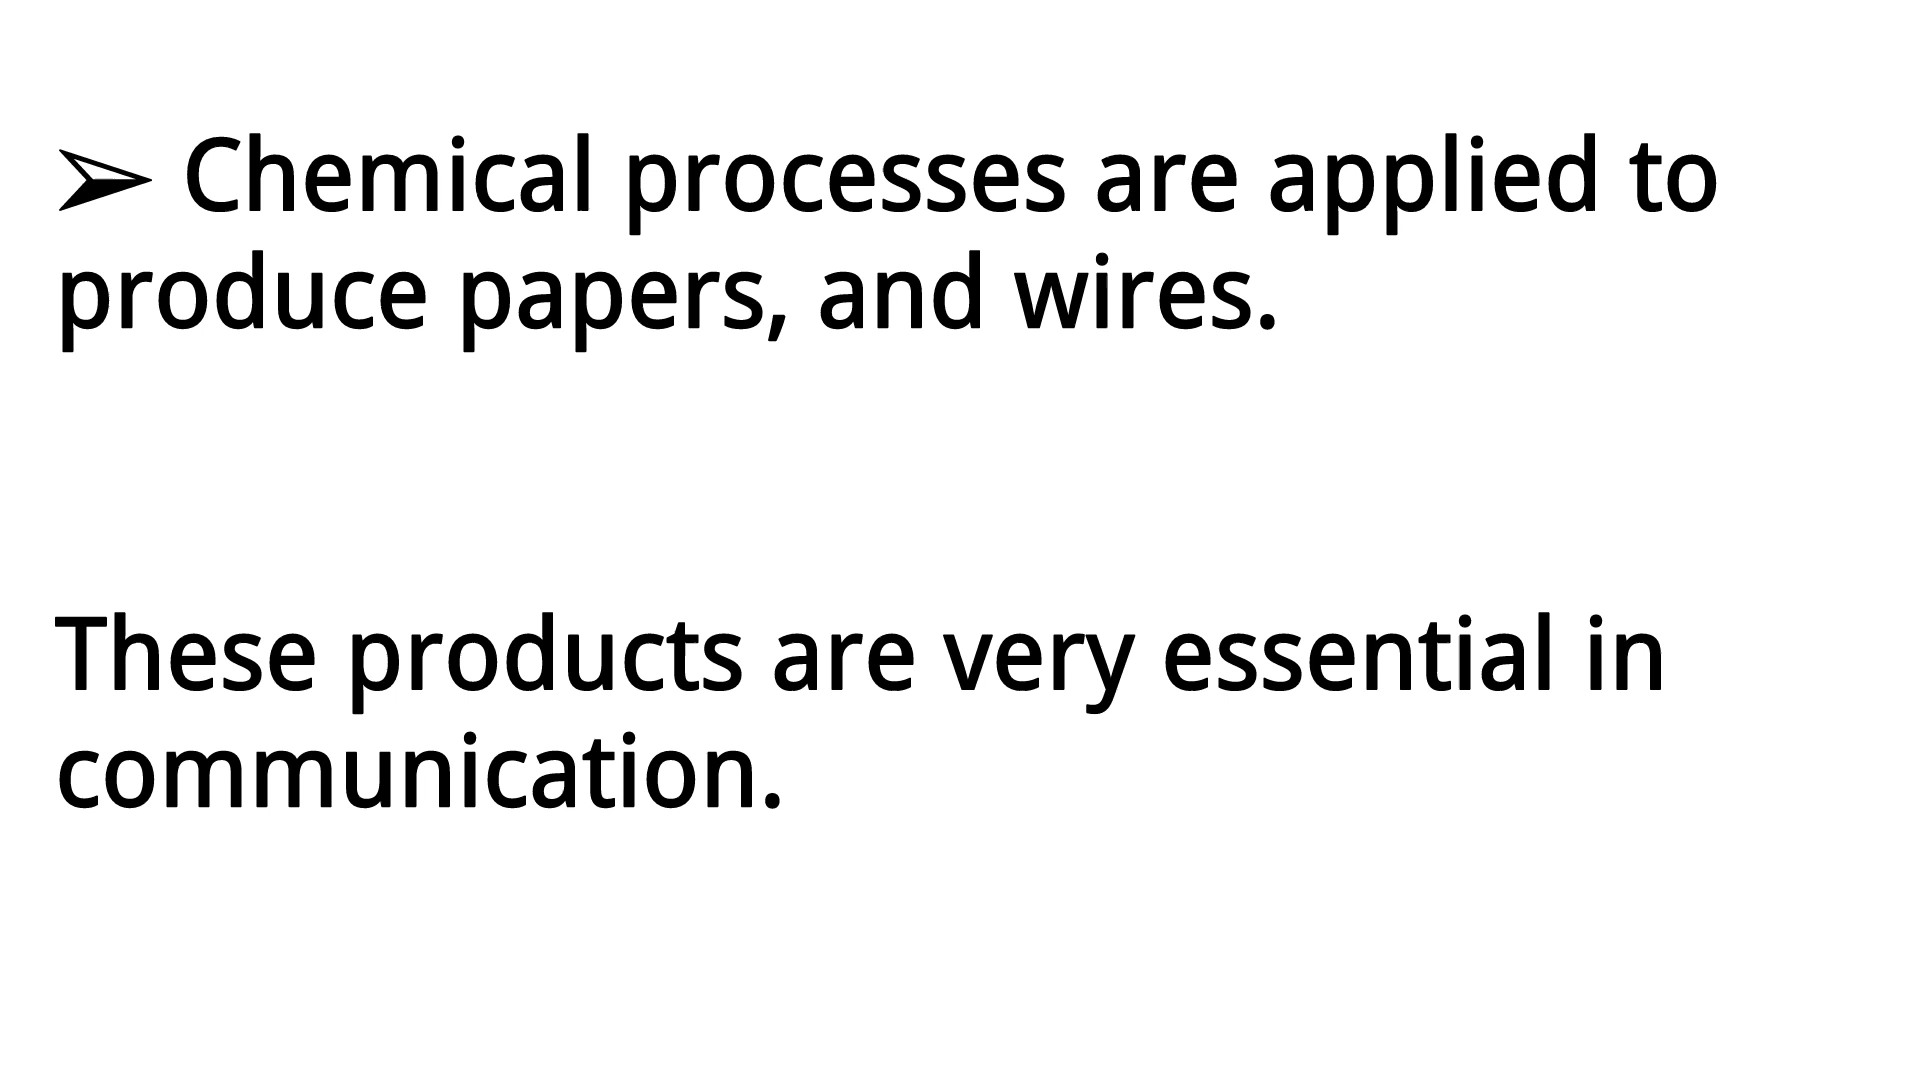 ➢ Chemical processes are applied to
produce papers, and wires.
These products are very essential in
communication.